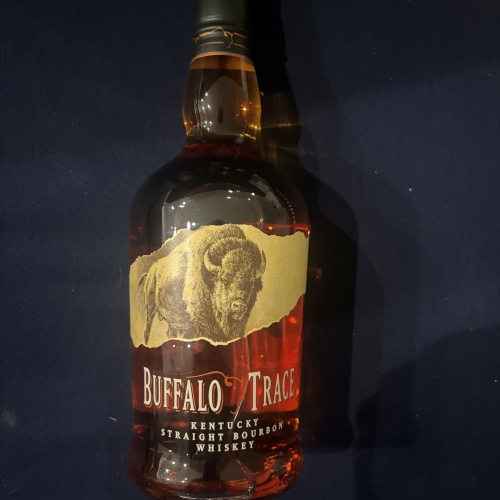 BUFFALO TRACE
KENTUCKY
STRAIGHT BOURBON
WHISKEY